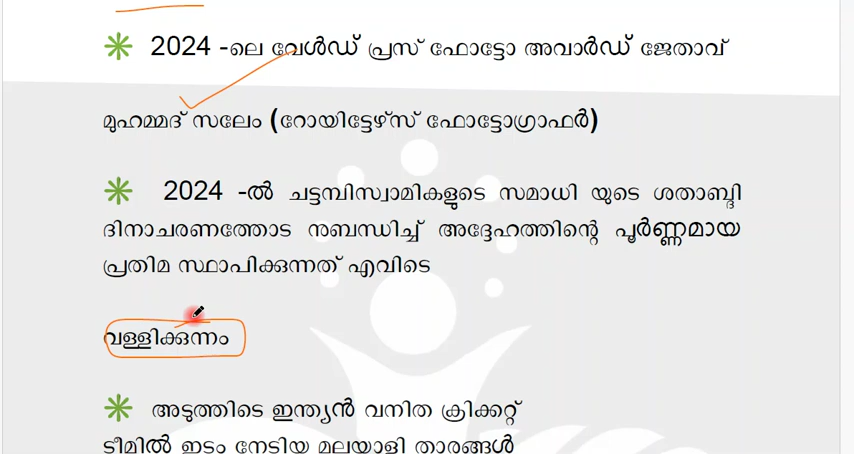 2024 -ലെ വേൾഡ് പ്രസ് ഫോട്ടോ അവാർഡ് ജേതാവ്
മുഹമ്മദ് സലേം (റോയിട്ടേഴ്സ് ഫോട്ടോഗ്രാഫർ)
2024 -ൽ ചട്ടമ്പിസ്വാമികളുടെ സമാധി യുടെ ശതാബ്ദി
ദിനാചരണത്തോട നുബന്ധിച്ച് അദ്ദേഹത്തിന്റെ പൂർണ്ണമായ
പ്രതിമ സ്ഥാപിക്കുന്നത് എവിടെ
വള്ളിക്കുന്നം
അടുത്തിടെ ഇന്ത്യൻ വനിത ക്രിക്കറ്റ്
ടീമിൽ ഇടം നേടിയ മലയാളി താരങ്ങൾ